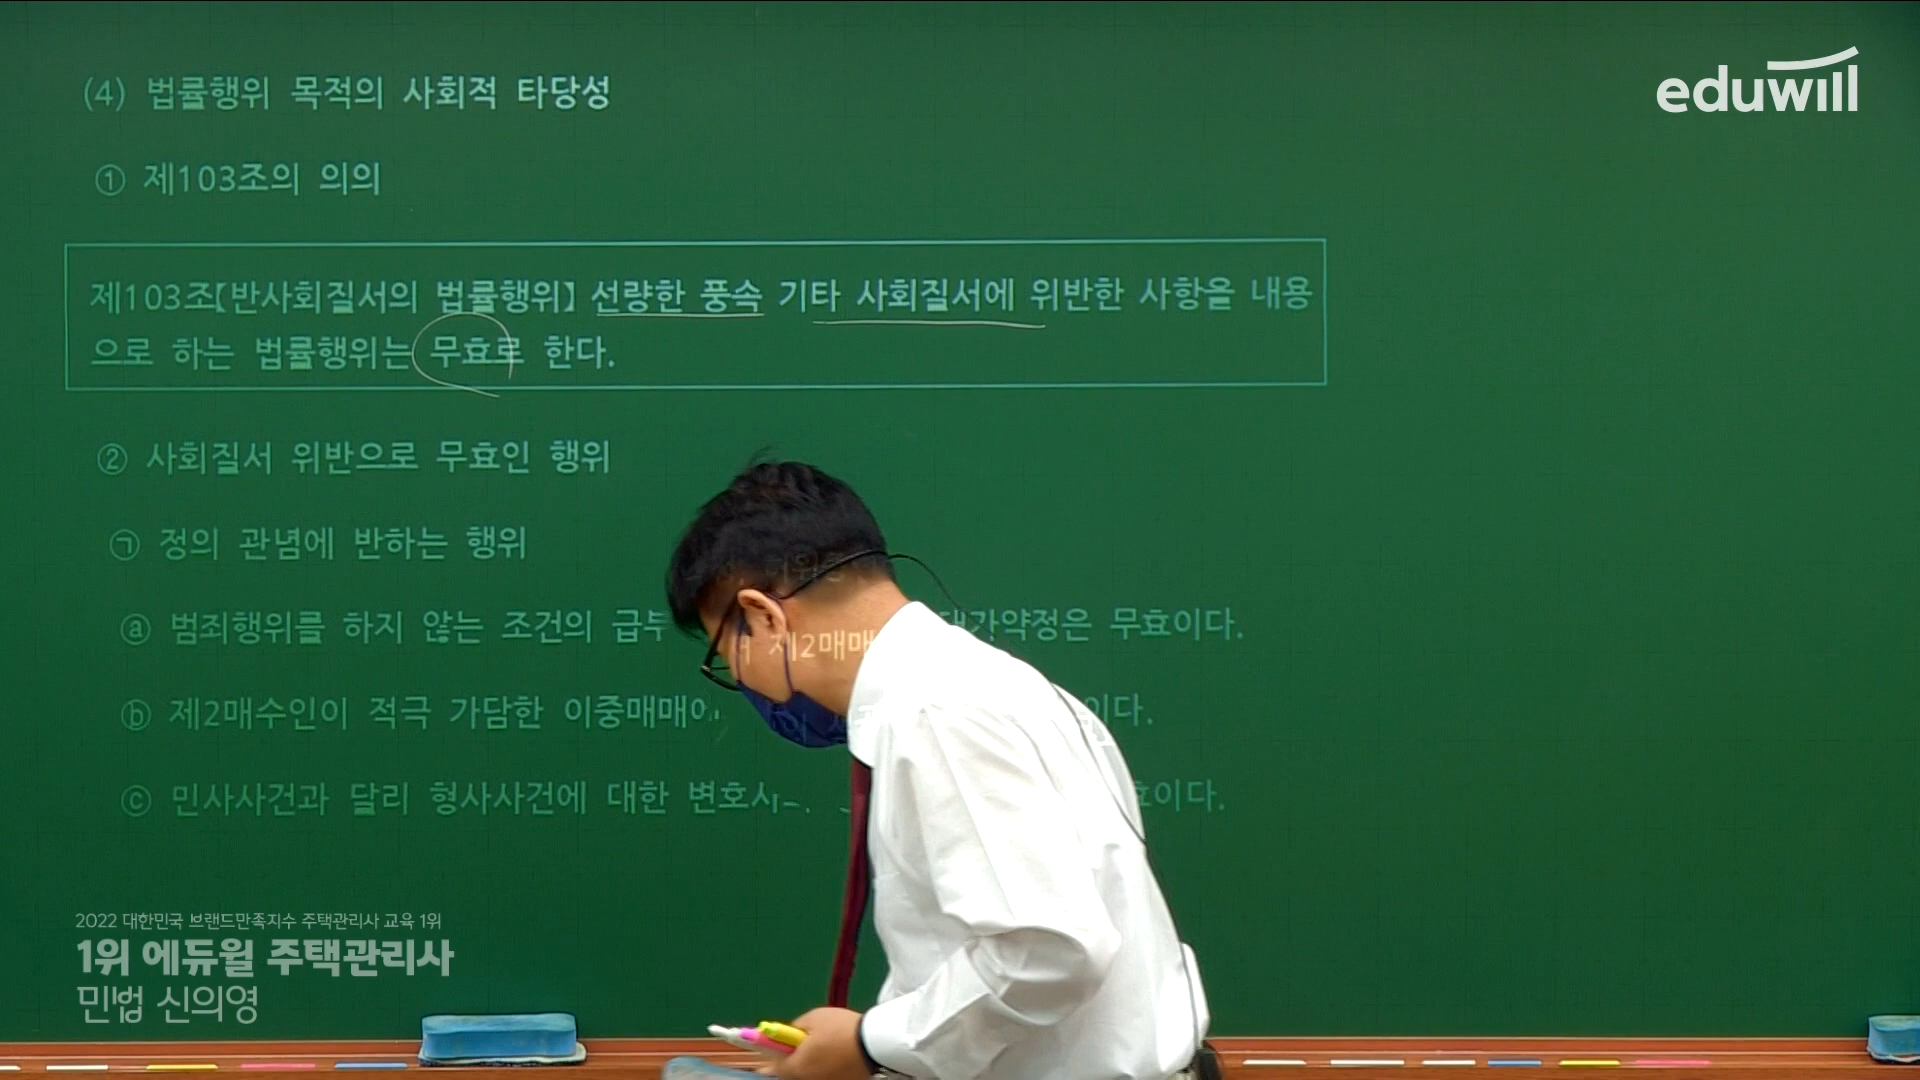 (4) 법률행위 목적의 사회적 타당성
eduwill
① 제103조의 의의
제103조【반사회질서의 법률행위】 선량한 풍속 기타 사회질서에 위반한 사항을 내용
으로 하는 법률행위는 무효로 한다.
② 사회질서 위반으로 무효인 행위
㉠ 정의 관념에 반하는 행위
ⓐ 범죄행위를 하지 않는 조건의 급부 대가약정은 무효이다.
ⓑ 제2매수인이 적극 가담한 이중매매에 제2매매
ⓒ 민사사건과 달리 형사사건에 대한
2022 대한민국 브랜드만족지수 주택관리사 교육 1위
1위 에듀윌 주택관리사
민법 신의영